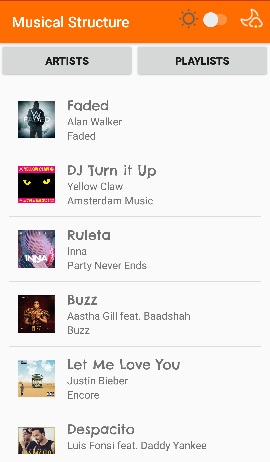 Musical Structure
ARTISTS
PLAYLISTS
Faded
Alan Walker
Faded
DJ Turn it Up
Yellow Claw
Amsterdam Music
Ruleta
Inna
Party Never Ends
INNA
Buzz
Aastha Gill feat. Baadshah
Buzz
Let Me Love You
Justin Bieber
Encore
Despacito
Luis Fonsi feat. Daddy Yankee